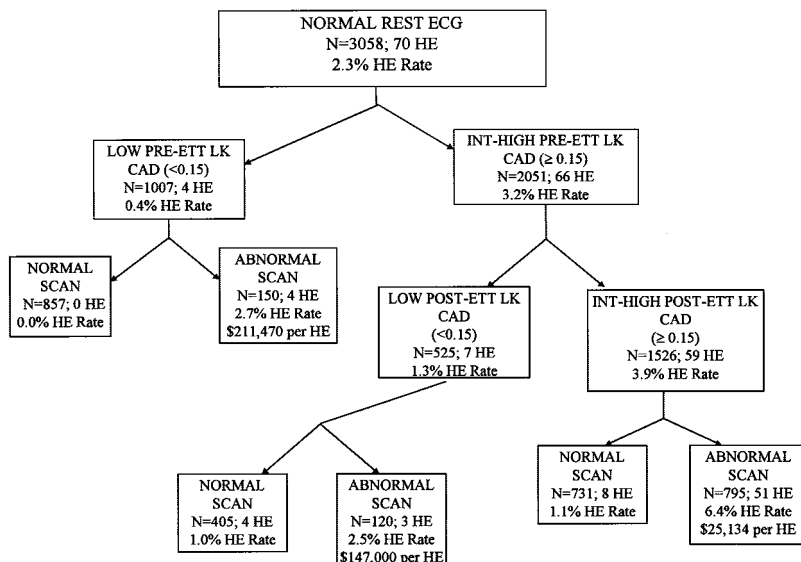 NORMAL REST ECG
N=3058; 70 HE
2.3% HE Rate
LOW PRE-ETT LK
CAD (<0.15)
N=1007; 4 HE
0.4% HE Rate
INT-HIGH PRE-ETT LK
CAD (≥ 0.15)
N=2051; 66 HE
3.2% HE Rate
NORMAL
SCAN
N=857; 0 HE
0.0% HE Rate
ABNORMAL
SCAN
N=150; 4 HE
2.7% HE Rate
$211,470 per HE
LOW POST-ETT LK
CAD
(<0.15)
N=525; 7 HE
1.3% HE Rate
INT-HIGH POST-ETT LK
CAD
(≥ 0.15)
N=1526; 59 HE
3.9% HE Rate
NORMAL
SCAN
N=405; 4 HE
1.0% HE Rate
ABNORMAL
SCAN
N=120; 3 HE
2.5% HE Rate
$147,000 per HE
NORMAL
SCAN
N=731; 8 HE
1.1% HE Rate
ABNORMAL
SCAN
N=795; 51 HE
6.4% HE Rate
$25,134 per HE